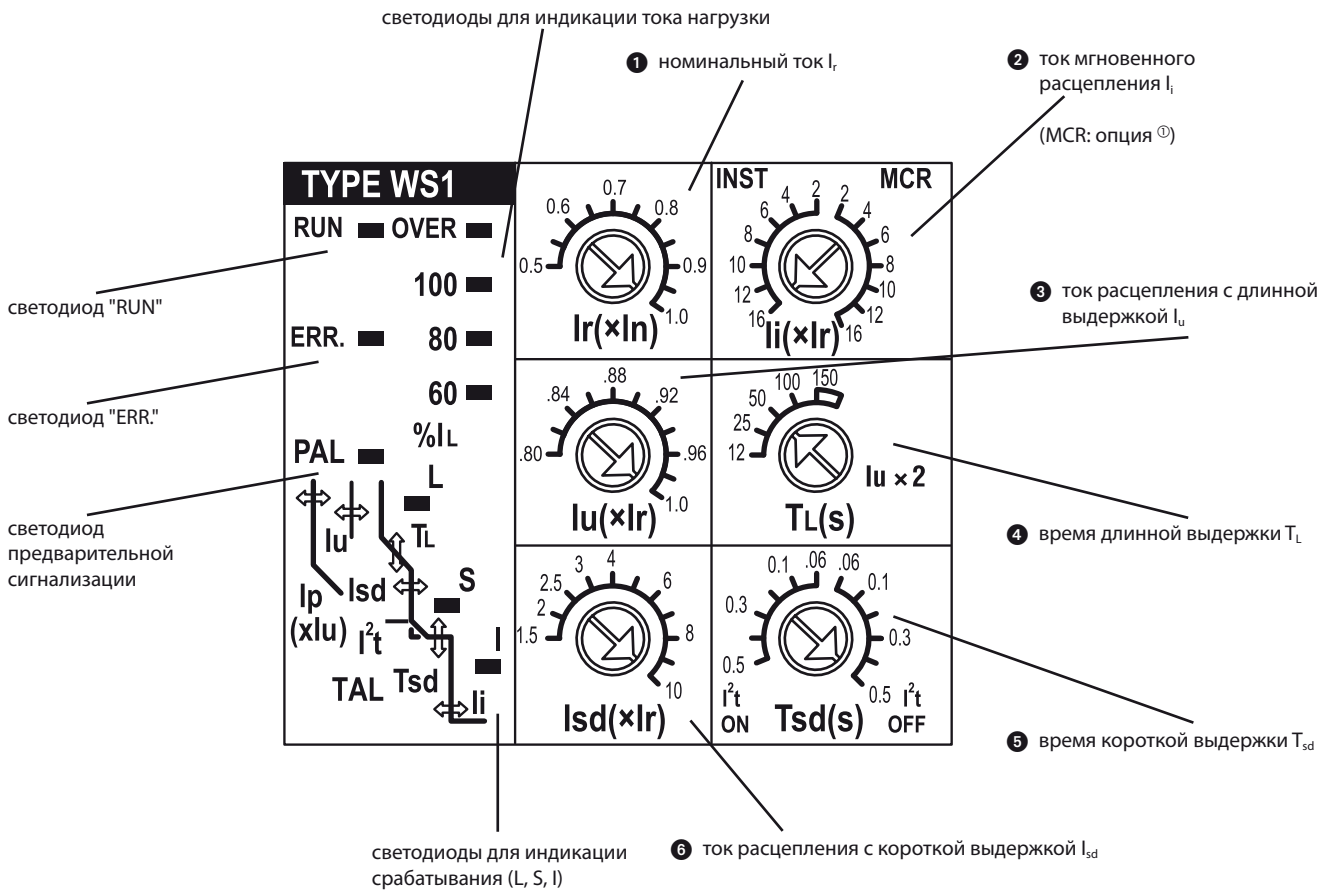 светодиоды для индикации тока нагрузки
❶ номинальный ток Iᵣ
❷ ток мгновенного
расцепления Iᵢ
(MCR: опция ①)
TYPE WS1
RUN OVER
100
ERR. 80
60
%IL
PAL
L
Iu
TL
Ip Isd S
(xIu) I²t
I
TAL Tsd Ii
0.5 0.6 0.7 0.8 0.9 1.0
Ir(×In)
INST MCR
16 12 10 8 6 4 2 2 4 6 8 10 12 16
Ii(×Ir)
.80 .84 .88 .92 .96 1.0
Iu(×Ir)
12 25 50 100 150
Iu × 2
TL(s)
1.5 2 2.5 3 4 6 8 10
Isd(×Ir)
0.5 0.3 0.1 .06 .06 0.1 0.3 0.5
I²t I²t
ON Tsd(s) OFF
светодиод "RUN"
светодиод "ERR."
светодиод
предварительной
сигнализации
❸ ток расцепления с длинной
выдержкой Iᵤ
❹ время длинной выдержки TL
❺ время короткой выдержки Tsd
❻ ток расцепления с короткой выдержкой Isd
светодиоды для индикации
срабатывания (L, S, I)